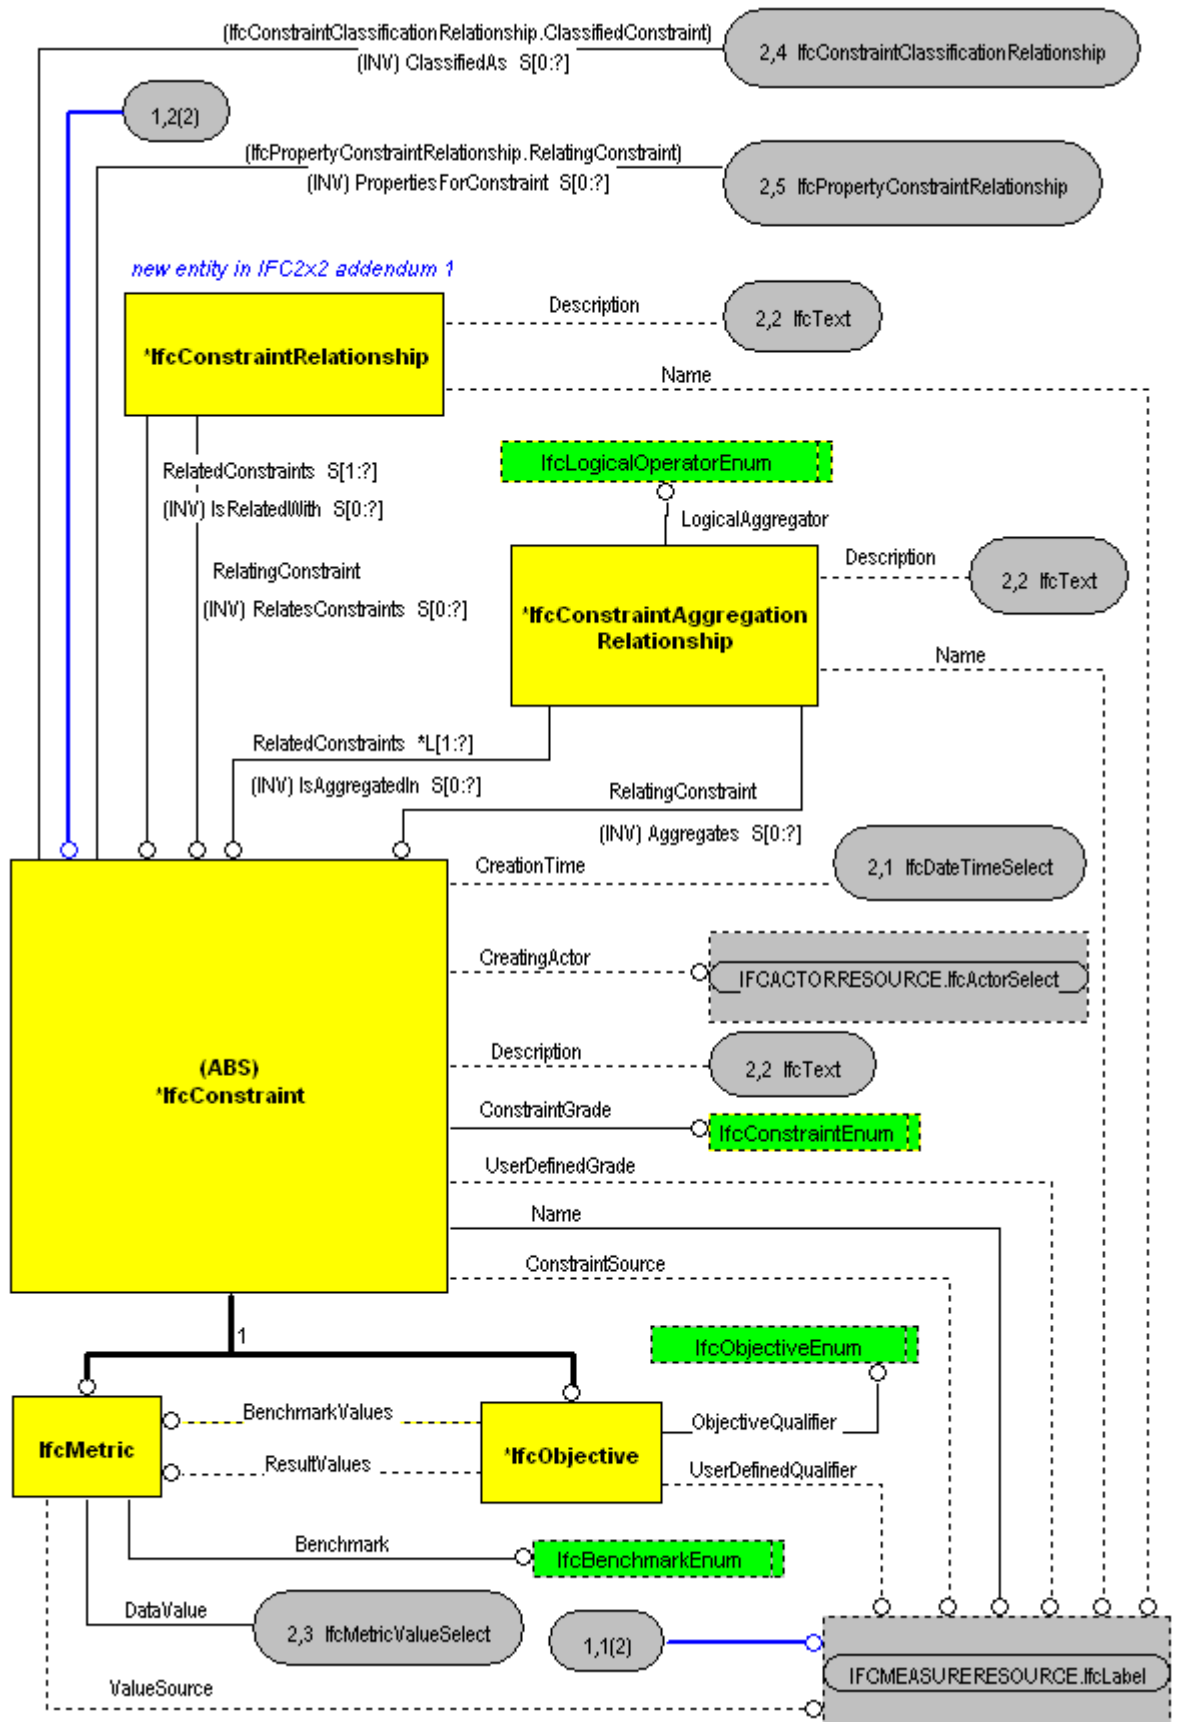 (IfcConstraintClassificationRelationship.ClassifiedConstraint)
(INV) ClassifiedAs S[0:?]
2,4 IfcConstraintClassificationRelationship
1,2(2)
(IfcPropertyConstraintRelationship.RelatingConstraint)
(INV) PropertiesForConstraint S[0:?]
2,5 IfcPropertyConstraintRelationship
new entity in IFC2x2 addendum 1
*IfcConstraintRelationship
Description
2,2 IfcText
Name
RelatedConstraints S[1:?]
(INV) IsRelatedWith S[0:?]
IfcLogicalOperatorEnum
LogicalAggregator
RelatingConstraint
(INV) RelatesConstraints S[0:?]
*IfcConstraintAggregation
Relationship
Description
2,2 IfcText
Name
RelatedConstraints *L[1:?]
(INV) IsAggregatedIn S[0:?]
RelatingConstraint
(INV) Aggregates S[0:?]
CreationTime
2,1 IfcDateTimeSelect
CreatingActor
IFCACTORRESOURCE.IfcActorSelect
(ABS)
*IfcConstraint
Description
2,2 IfcText
ConstraintGrade
IfcConstraintEnum
UserDefinedGrade
Name
ConstraintSource
1
IfcObjectiveEnum
IfcMetric
BenchmarkValues
ResultValues
*IfcObjective
ObjectiveQualifier
UserDefinedQualifier
Benchmark
IfcBenchmarkEnum
DataValue
2,3 IfcMetricValueSelect
1,1(2)
IFCMEASURERESOURCE.IfcLabel
ValueSource